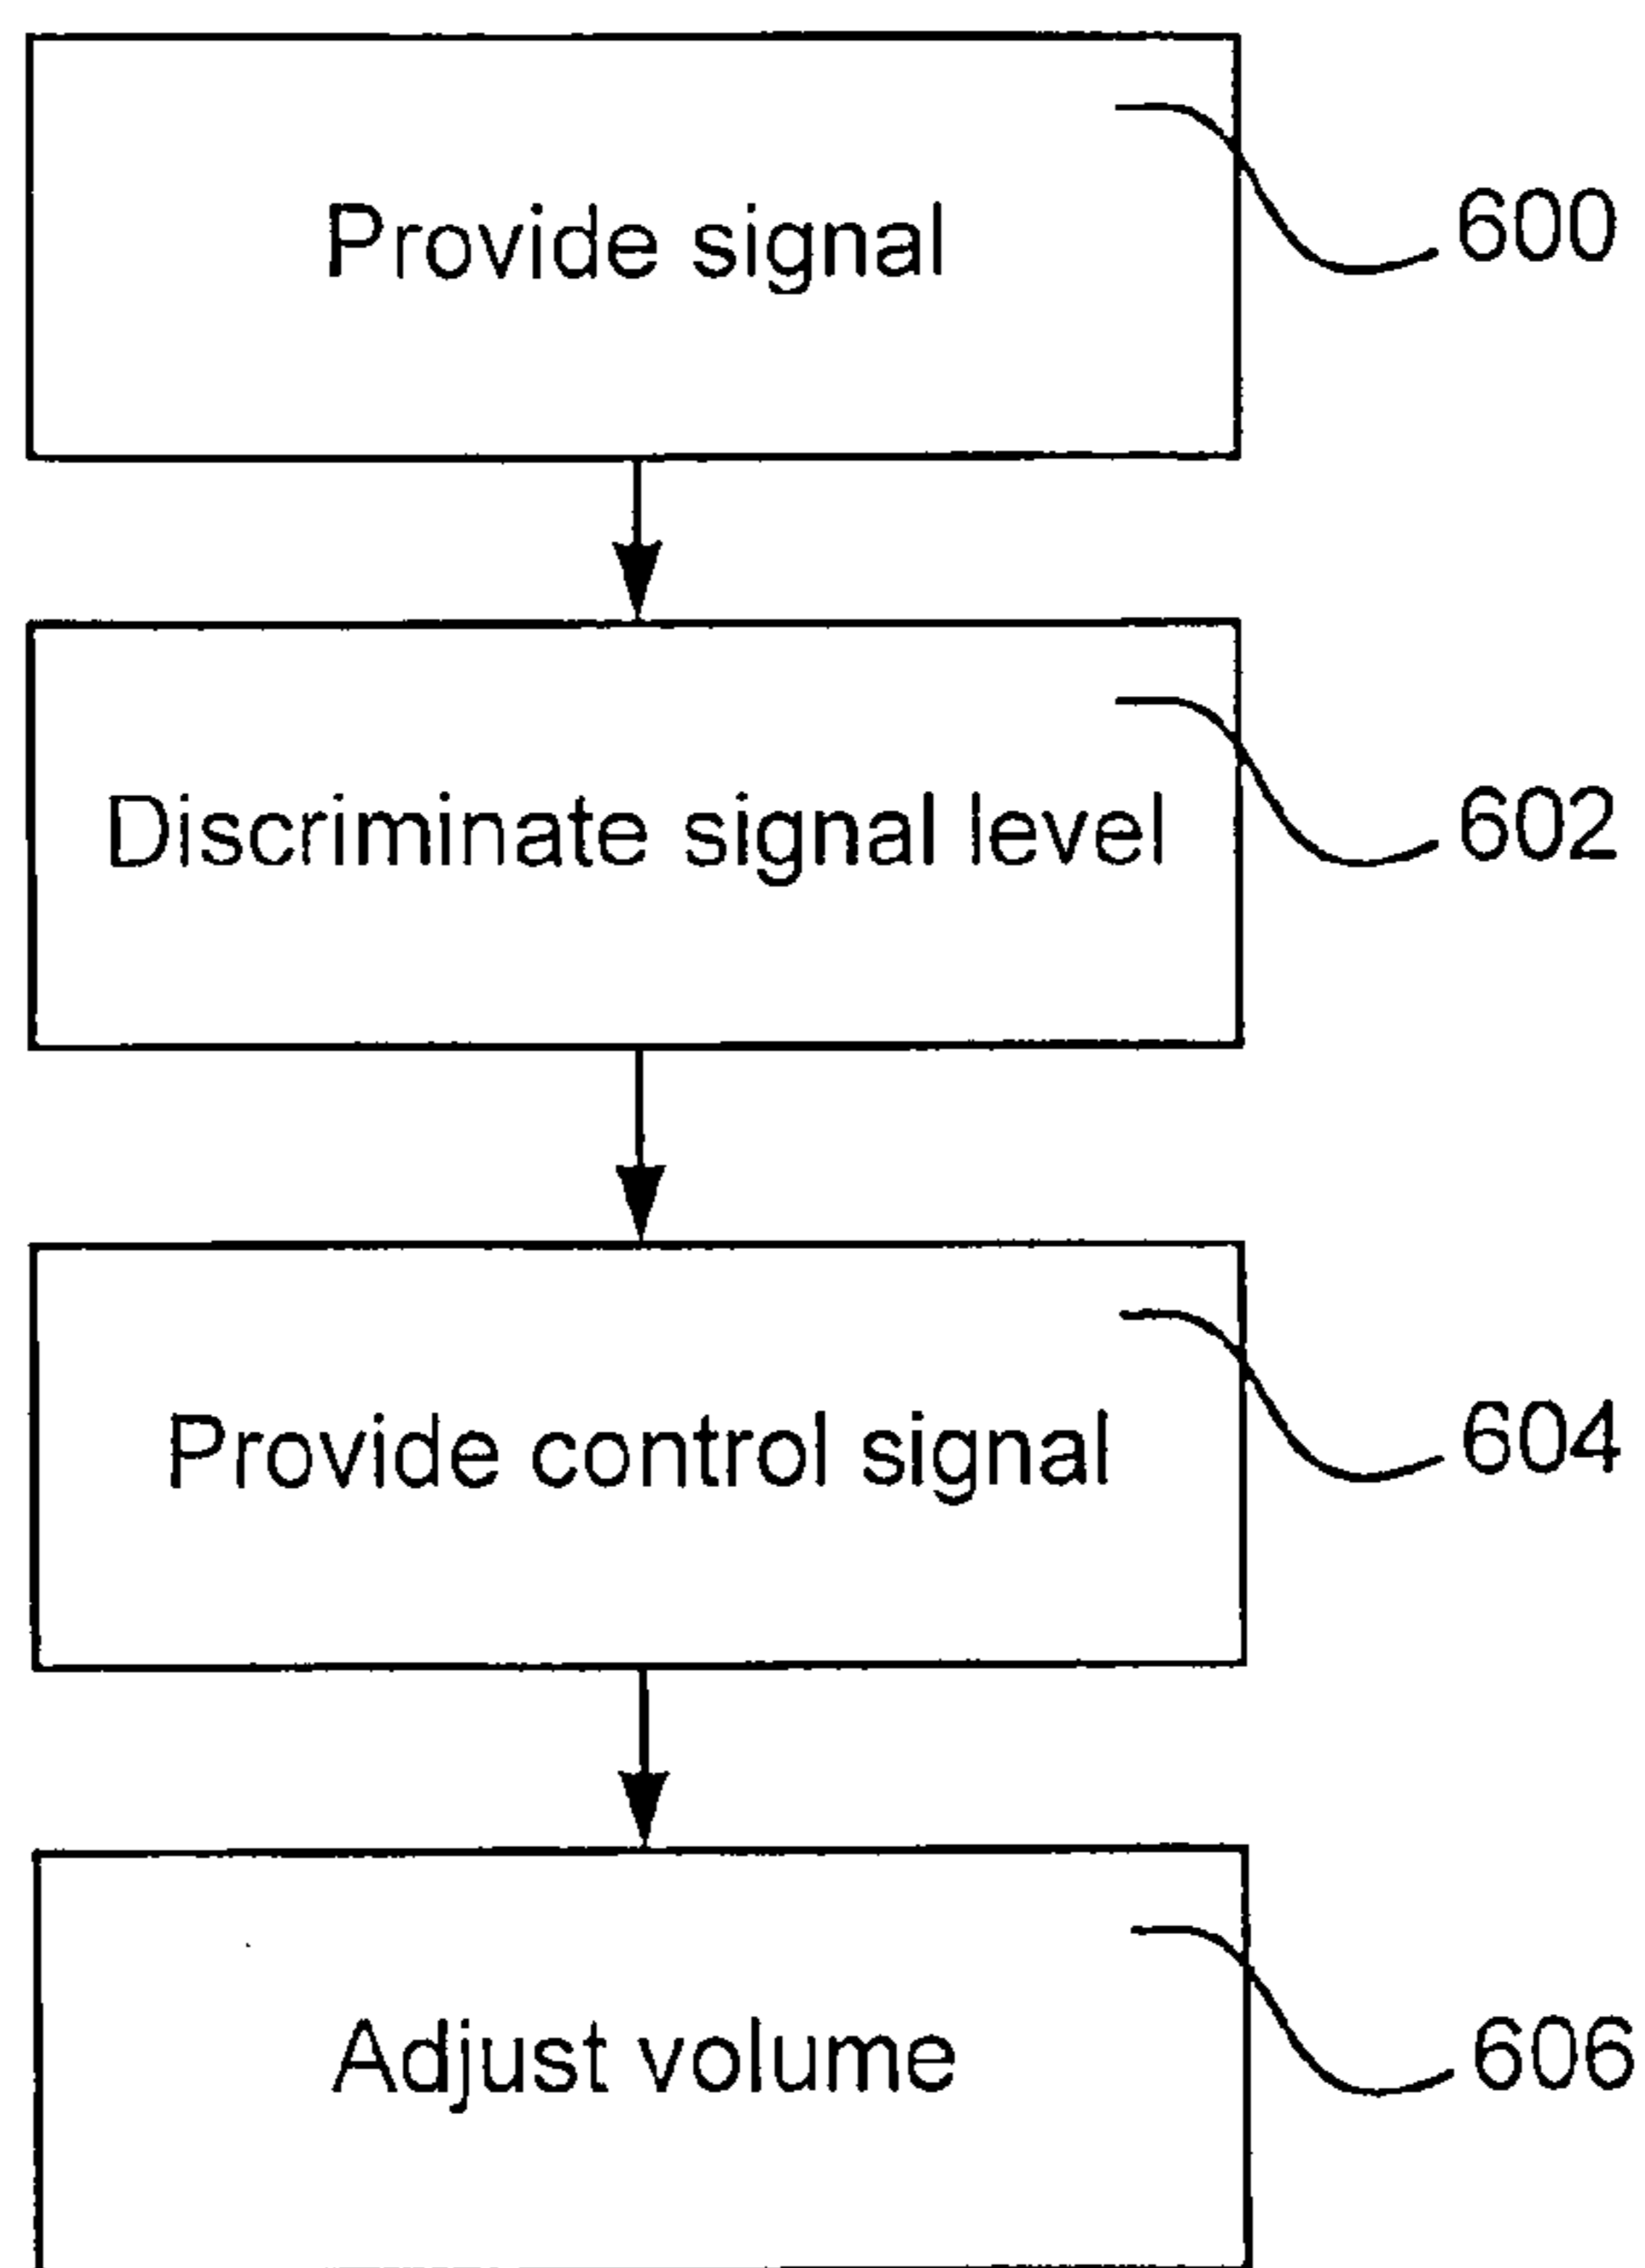 Provide signal
600
Discriminate signal level
602
Provide control signal
604
Adjust volume
606